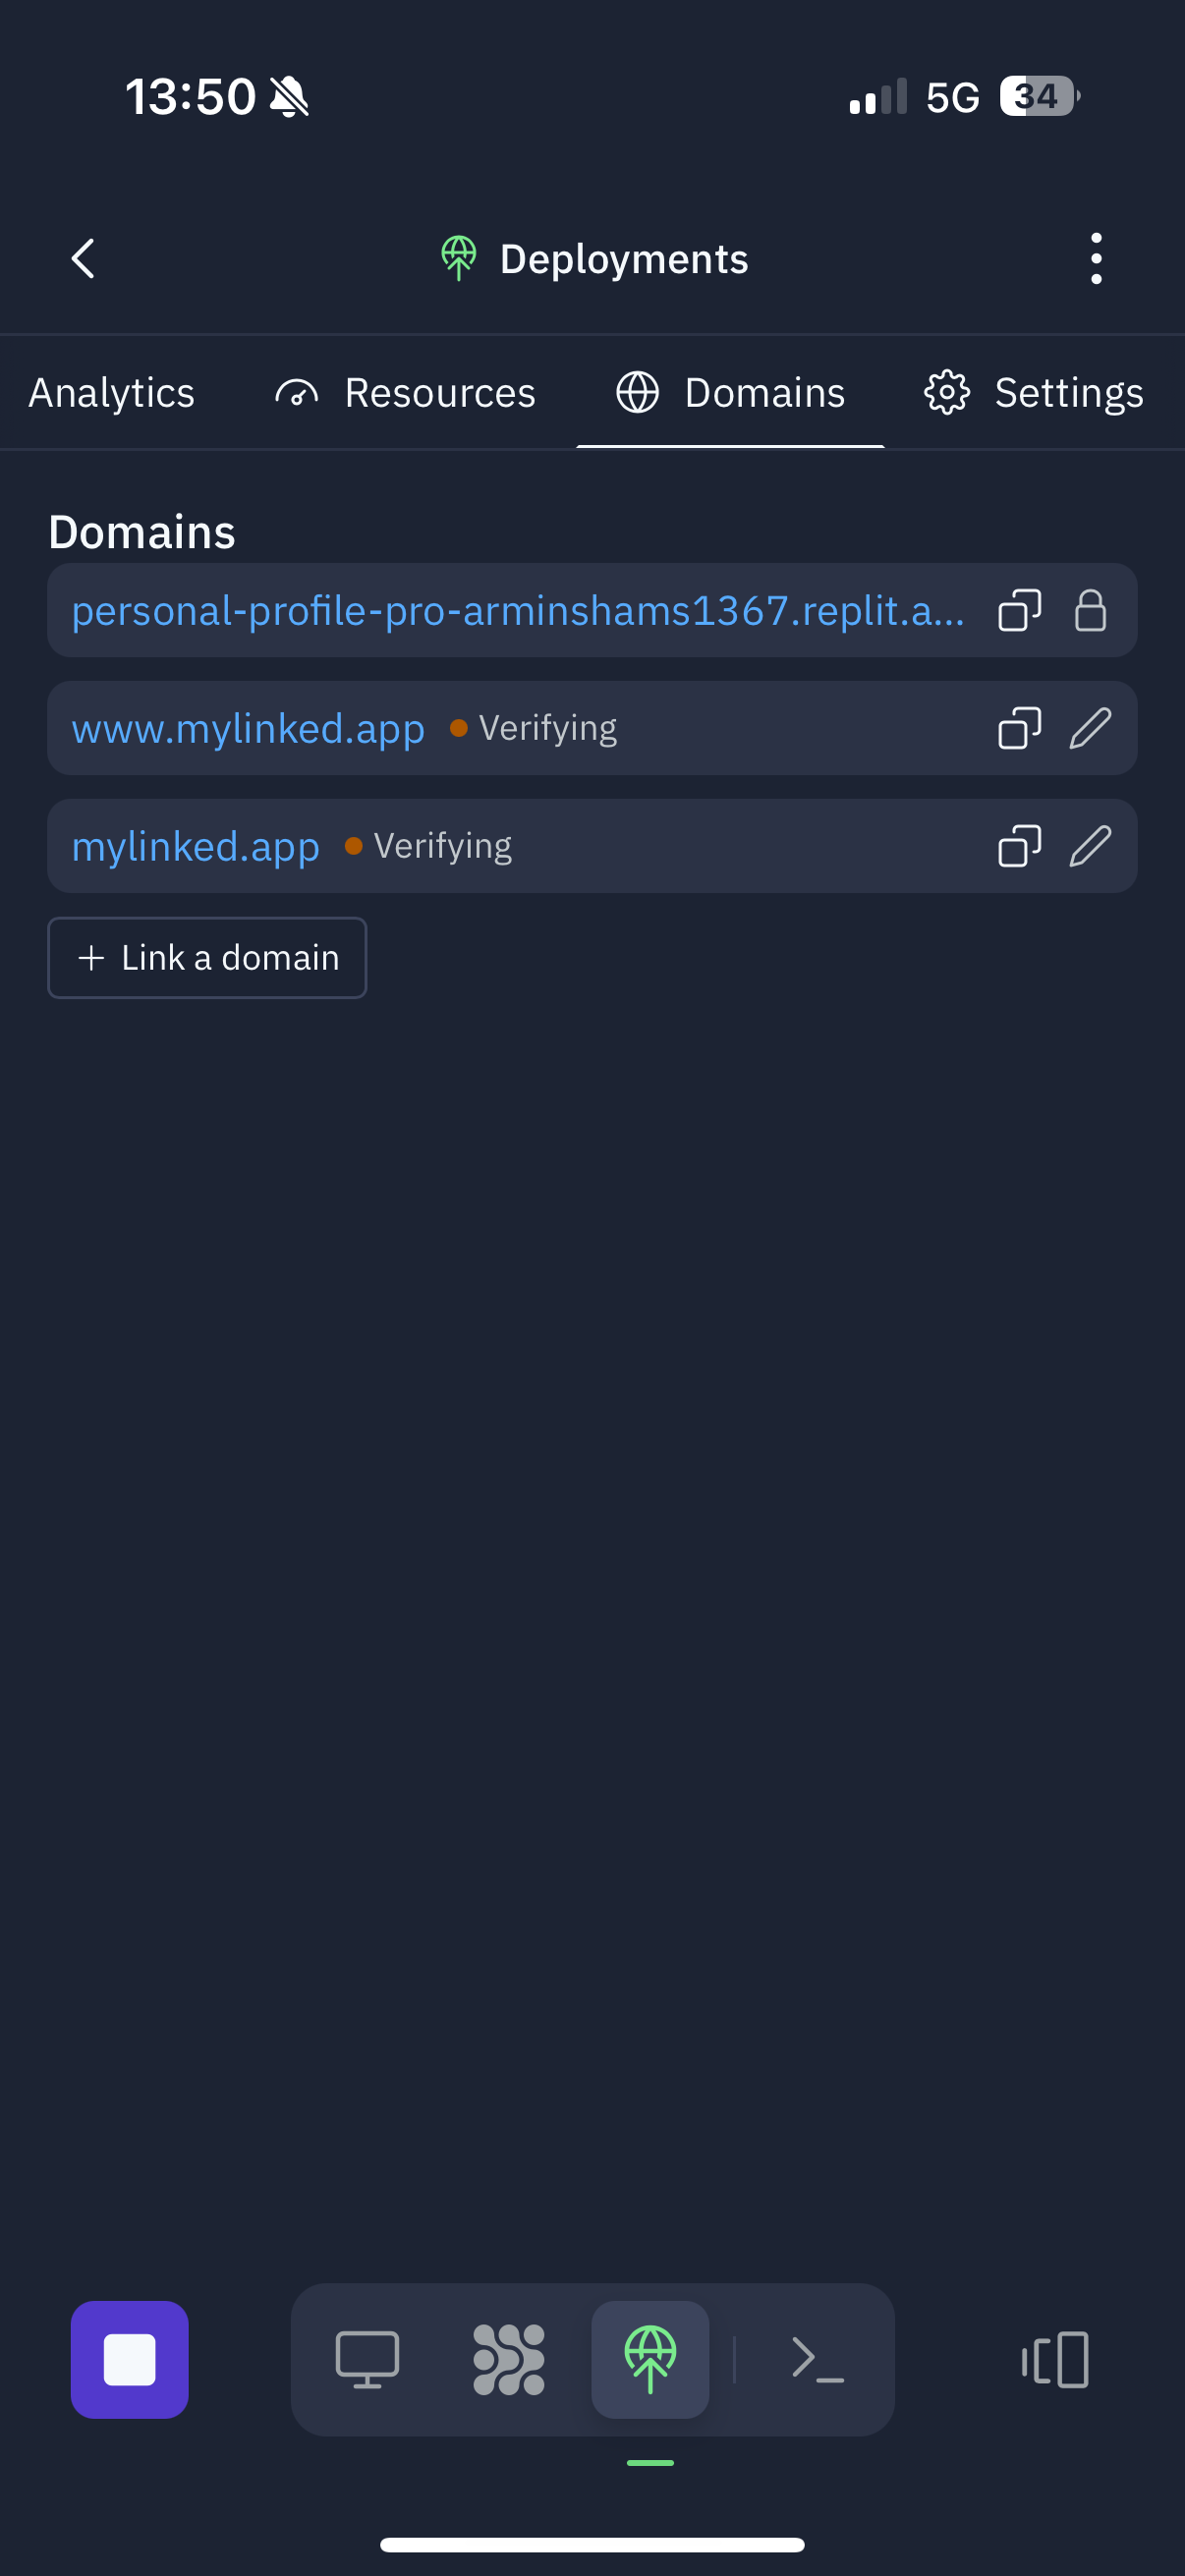 13:50 5G 34
Deployments
Analytics Resources Domains Settings
Domains
personal-profile-pro-arminshams1367.replit.a...
www.mylinked.app Verifying
mylinked.app Verifying
+ Link a domain